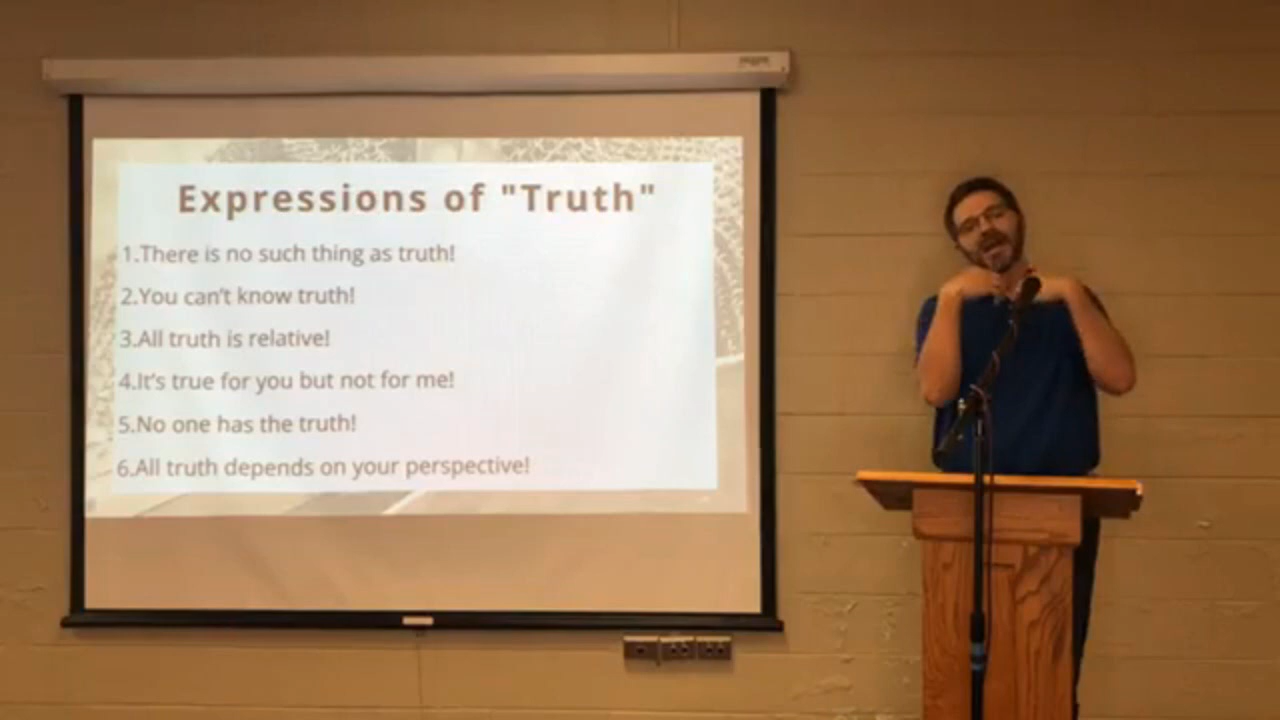 Expressions of "Truth"
1.There is no such thing as truth!
2.You can't know truth!
3.All truth is relative!
4.It's true for you but not for me!
5.No one has the truth!
6.All truth depends on your perspective!